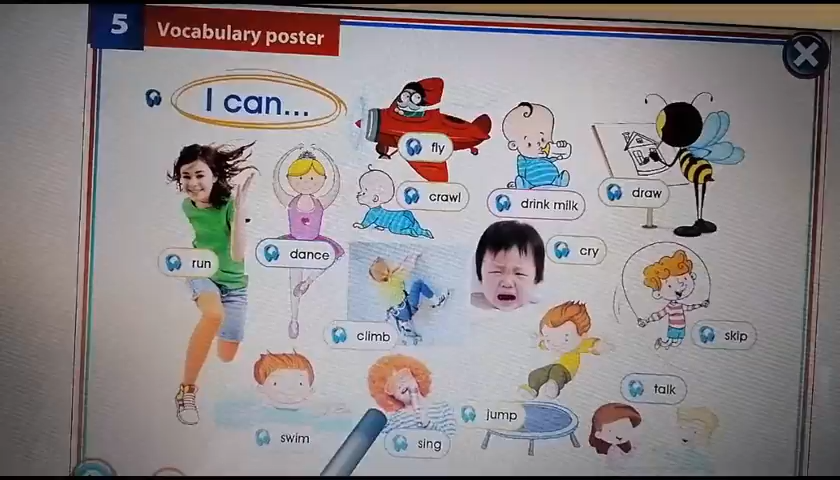 5
Vocabulary poster
I can...
fly
crawl
drink milk
draw
run
dance
cry
climb
skip
talk
jump
swim
sing